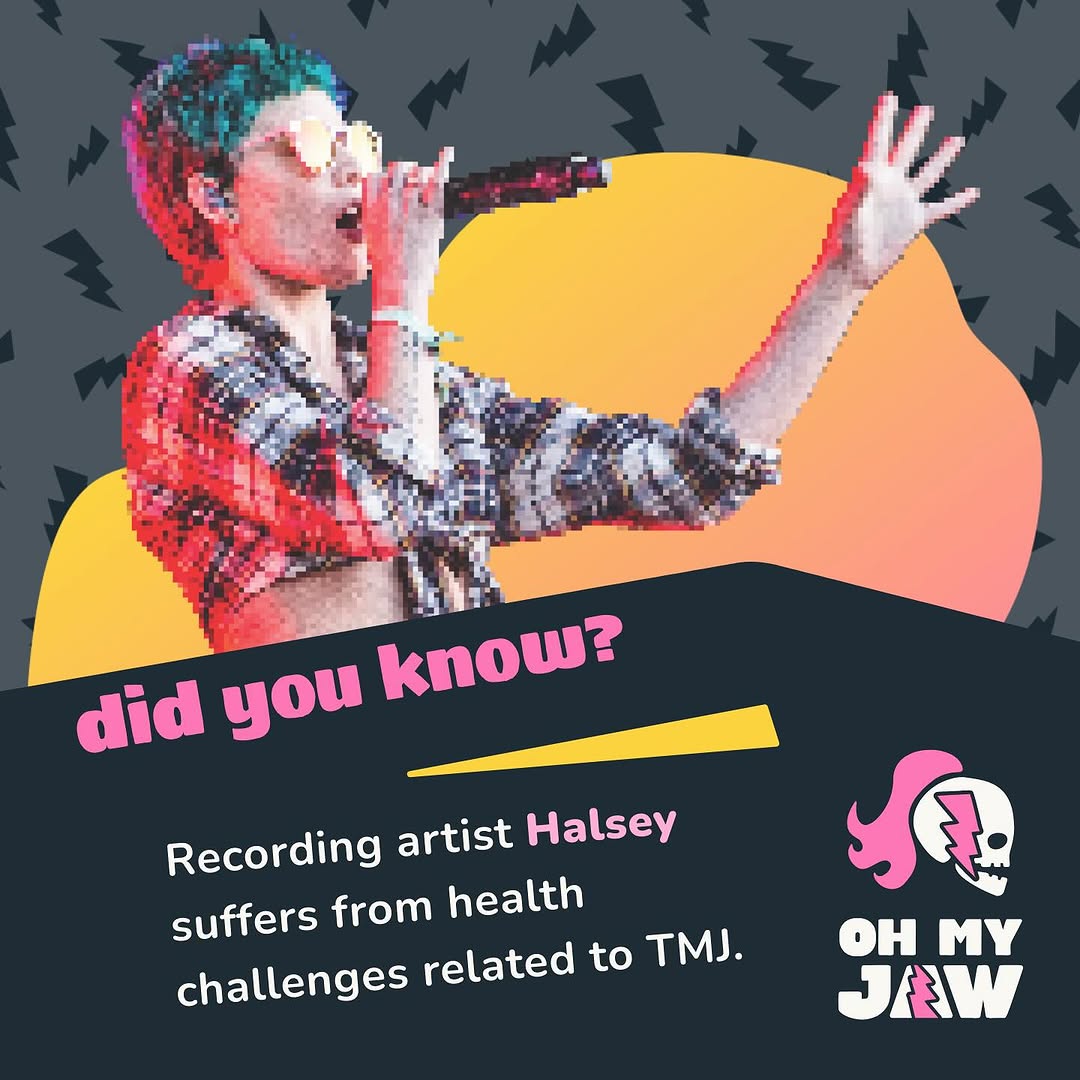 did you know?
Recording artist Halsey
suffers from health
challenges related to TMJ.
OH MY
JAW